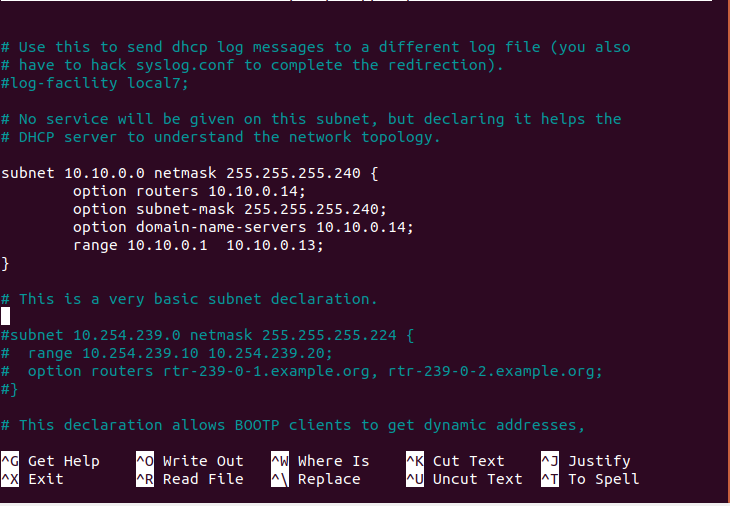 # Use this to send dhcp log messages to a different log file (you also
# have to hack syslog.conf to complete the redirection).
#log-facility local7;
# No service will be given on this subnet, but declaring it helps the
# DHCP server to understand the network topology.
subnet 10.10.0.0 netmask 255.255.255.240 {
        option routers 10.10.0.14;
        option subnet-mask 255.255.255.240;
        option domain-name-servers 10.10.0.14;
        range 10.10.0.1  10.10.0.13;
}
# This is a very basic subnet declaration.
#subnet 10.254.239.0 netmask 255.255.255.224 {
#  range 10.254.239.10 10.254.239.20;
#  option routers rtr-239-0-1.example.org, rtr-239-0-2.example.org;
#}
# This declaration allows BOOTP clients to get dynamic addresses,
^G Get Help    ^O Write Out   ^W Where Is    ^K Cut Text    ^J Justify
^X Exit        ^R Read File   ^\ Replace     ^U Uncut Text  ^T To Spell